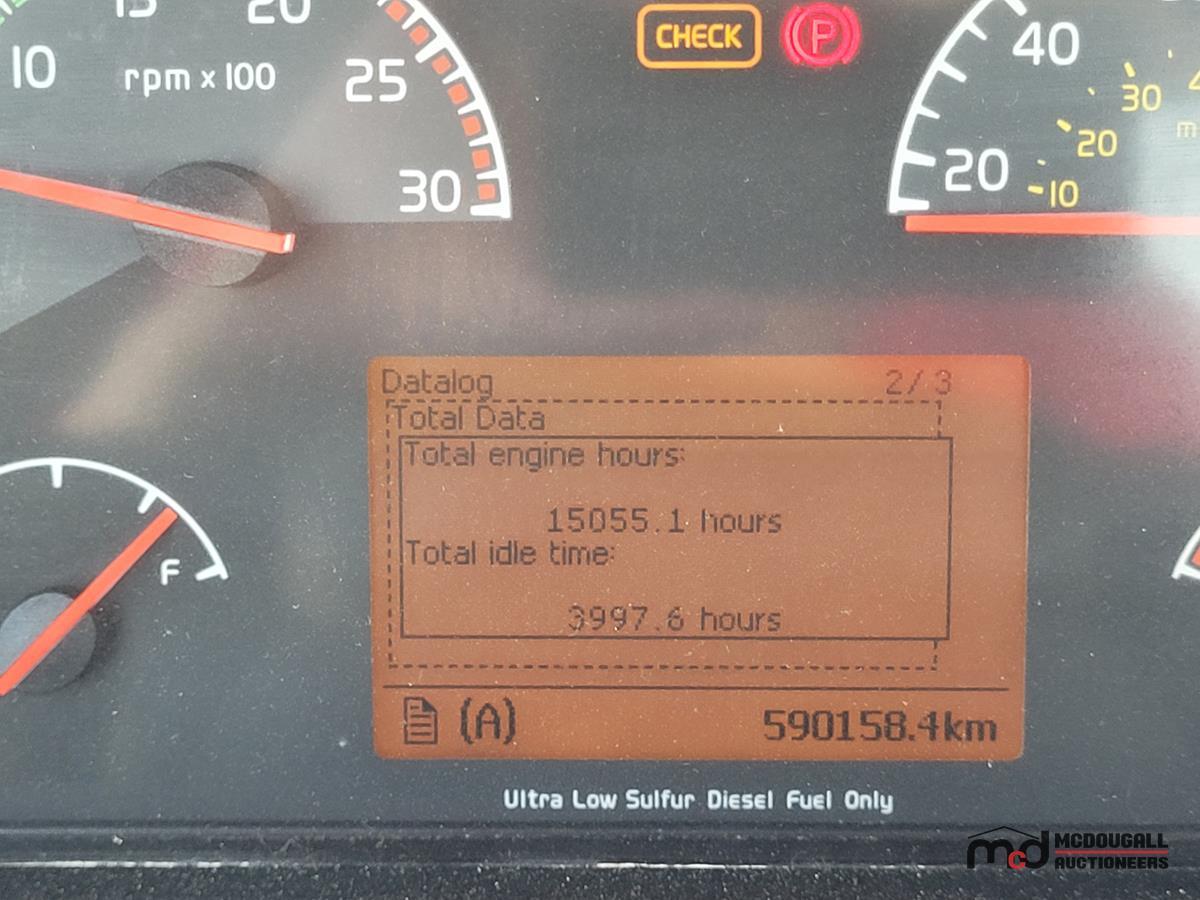 15
20
10
rpm x 100
25
30
CHECK
P
40
30
20
20
10
F
Datalog 2/3
Total Data
Total engine hours:
15055.1 hours
Total idle time:
3997.6 hours
(A) 590158.4km
Ultra Low Sulfur Diesel Fuel Only
mcd MCDOUGALL
AUCTIONEERS